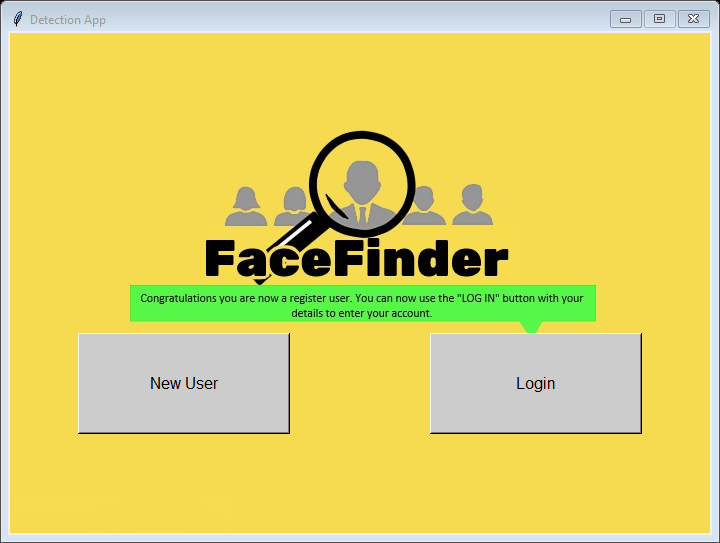 Detection App
FaceFinder
Congratulations you are now a register user. You can now use the "LOG IN" button with your
details to enter your account.
New User
Login